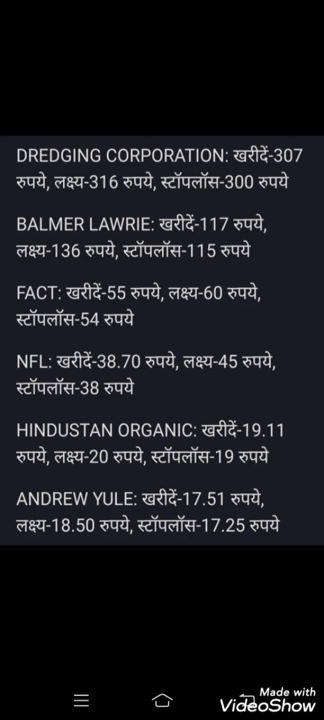 DREDGING CORPORATION: खरीदें-307
रुपये, लक्ष्य-316 रुपये, स्टॉपलॉस-300 रुपये
BALMER LAWRIE: खरीदें-117 रुपये,
लक्ष्य-136 रुपये, स्टॉपलॉस-115 रुपये
FACT: खरीदें-55 रुपये, लक्ष्य-60 रुपये,
स्टॉपलॉस-54 रुपये
NFL: खरीदें-38.70 रुपये, लक्ष्य-45 रुपये,
स्टॉपलॉस-38 रुपये
HINDUSTAN ORGANIC: खरीदें-19.11
रुपये, लक्ष्य-20 रुपये, स्टॉपलॉस-19 रुपये
ANDREW YULE: खरीदें-17.51 रुपये,
लक्ष्य-18.50 रुपये, स्टॉपलॉस-17.25 रुपये
Made with
VideoShow